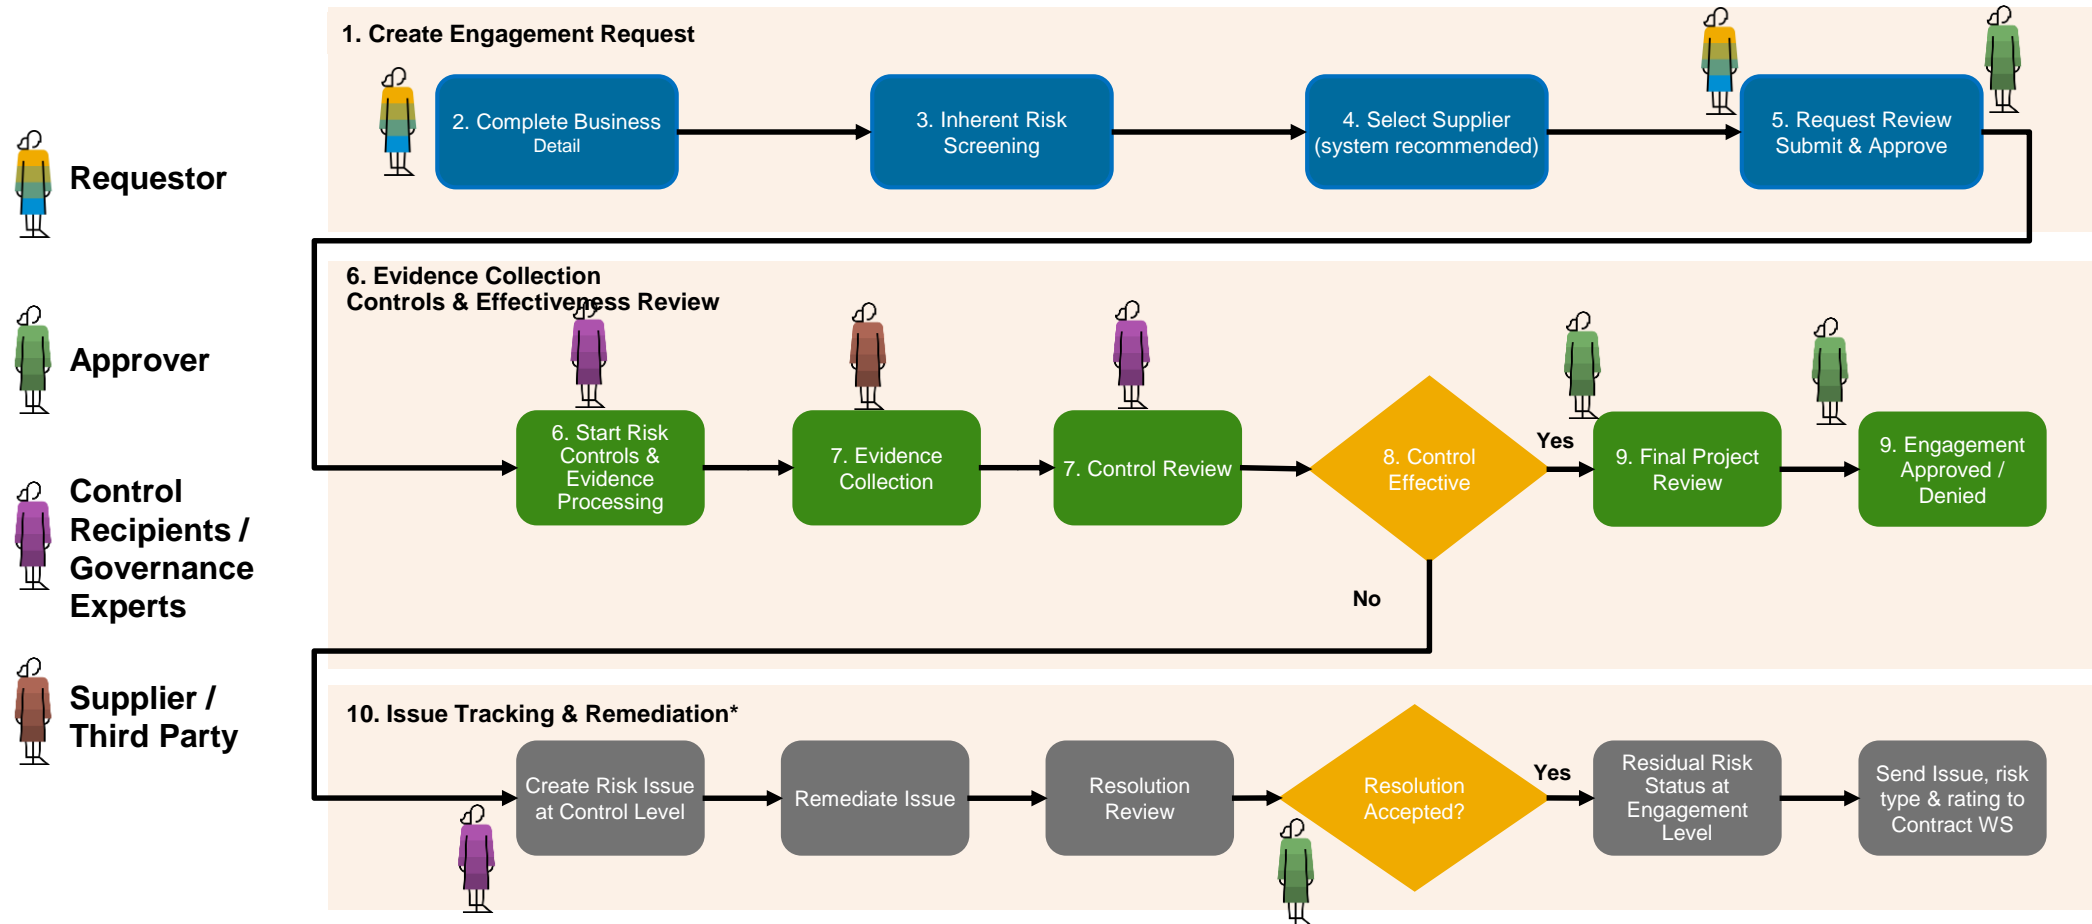 1. Create Engagement Request
2. Complete Business
Detail
3. Inherent Risk
Screening
4. Select Supplier
(system recommended)
5. Request Review
Submit & Approve
Requestor
Approver
Control
Recipients /
Governance
Experts
Supplier /
Third Party
6. Evidence Collection
Controls & Effectiveness Review
6. Start Risk
Controls &
Evidence
Processing
7. Evidence
Collection
7. Control Review
8. Control
Effective
Yes
9. Final Project
Review
9. Engagement
Approved /
Denied
No
10. Issue Tracking & Remediation*
Create Risk Issue
at Control Level
Remediate Issue
Resolution
Review
Resolution
Accepted?
Yes
Residual Risk
Status at
Engagement
Level
Send Issue, risk
type & rating to
Contract WS